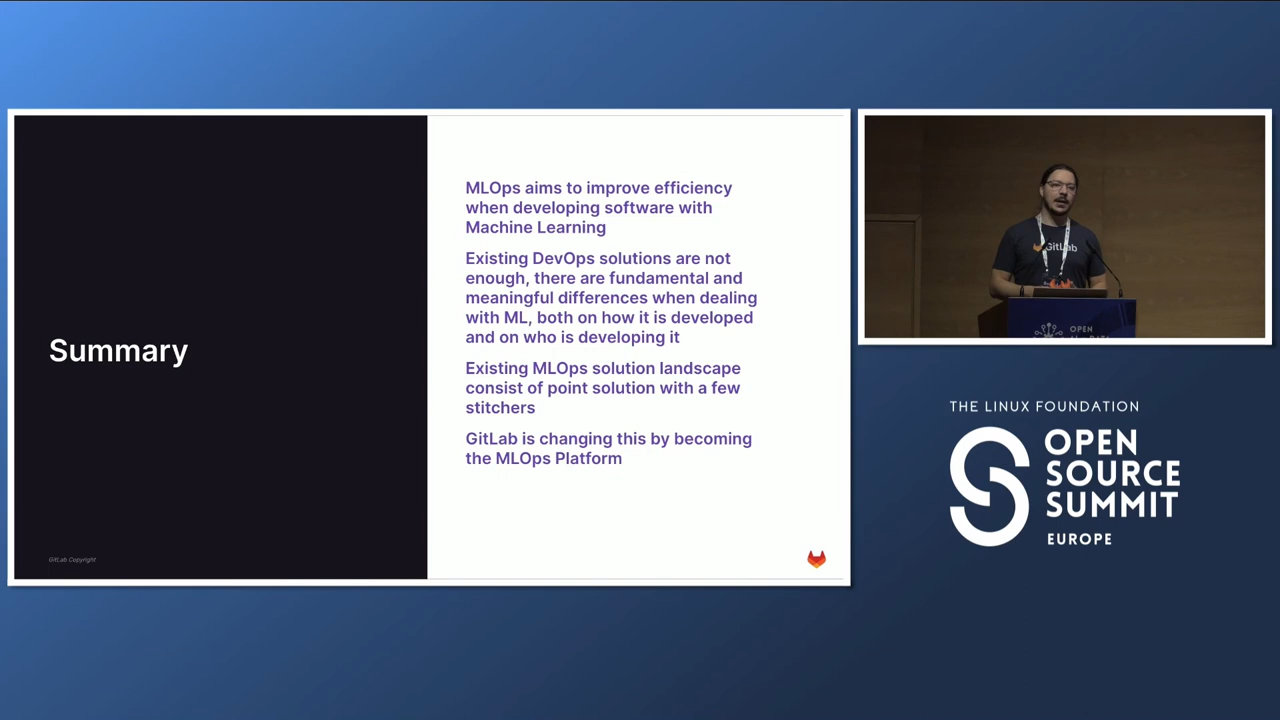 Summary
GitLab Copyright
MLOps aims to improve efficiency
when developing software with
Machine Learning
Existing DevOps solutions are not
enough, there are fundamental and
meaningful differences when dealing
with ML, both on how it is developed
and on who is developing it
Existing MLOps solution landscape
consist of point solution with a few
stitchers
GitLab is changing this by becoming
the MLOps Platform
GitLab
OPEN
THE LINUX FOUNDATION
OPEN
SOURCE
SUMMIT
EUROPE